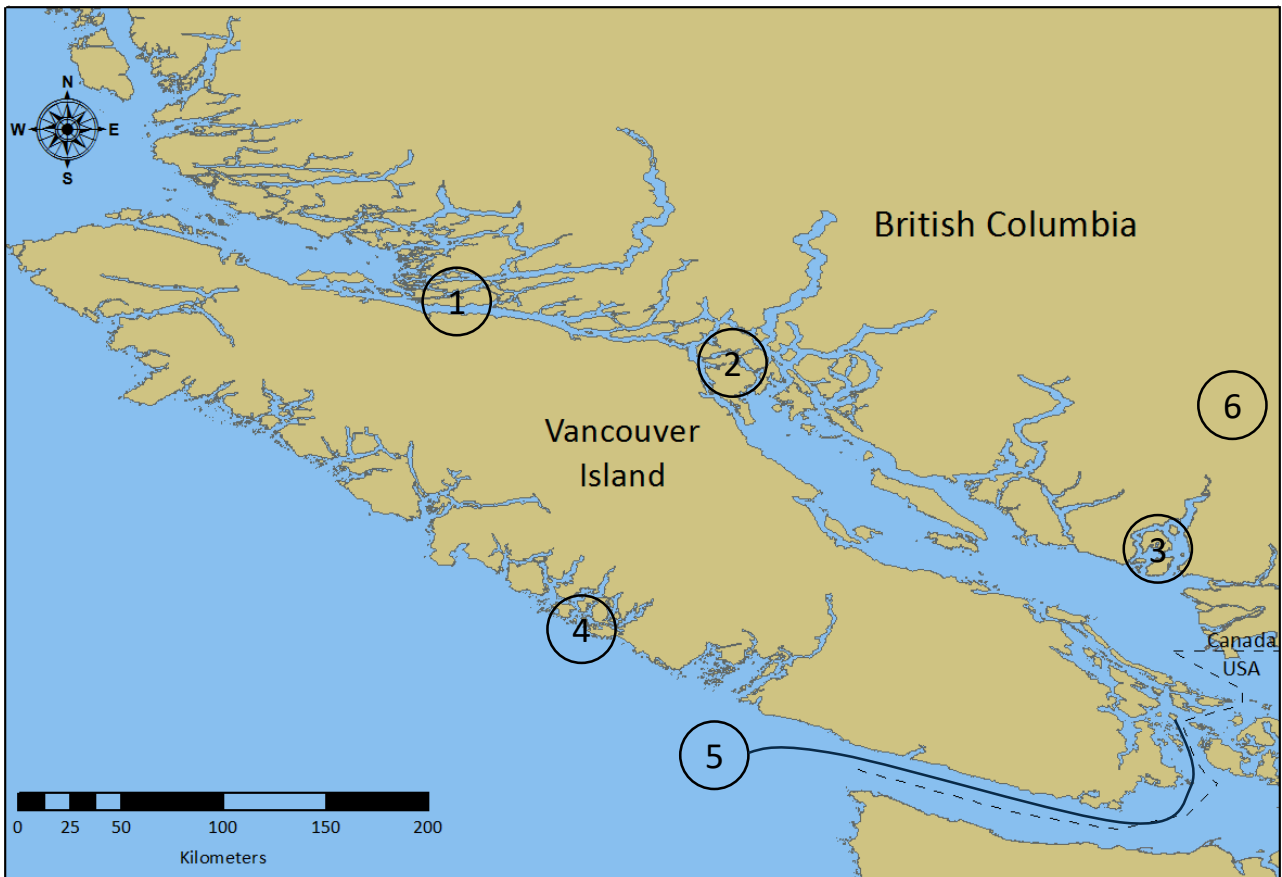 N
W E
S
British Columbia
1
2
6
Vancouver
Island
3
4
Canada
USA
5
0 25 50 100 150 200
Kilometers